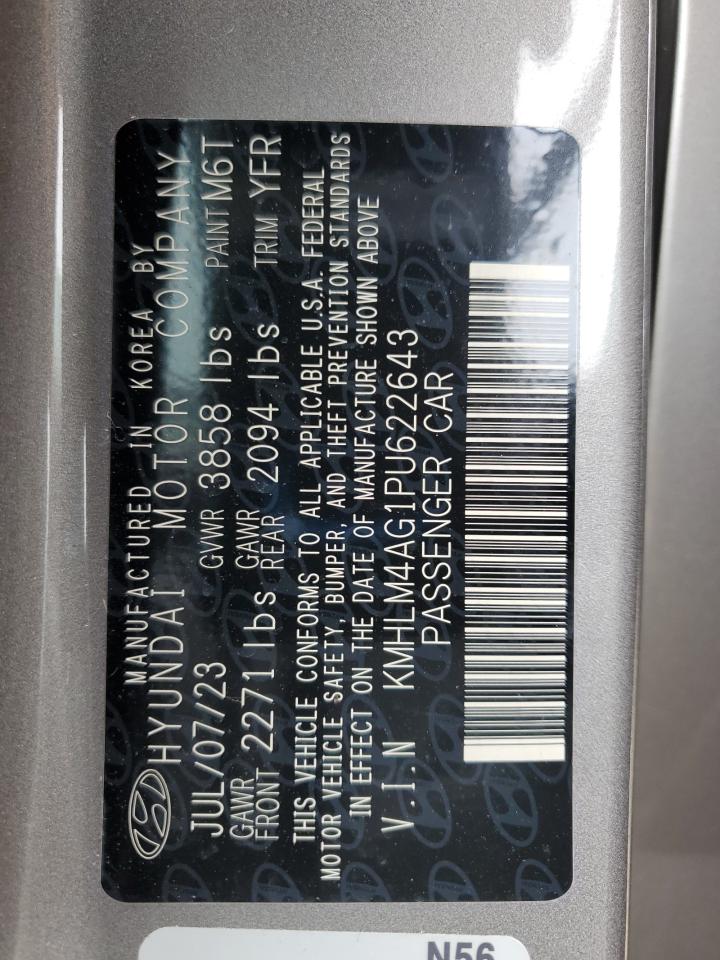 MANUFACTURED IN KOREA BY
HYUNDAI MOTOR COMPANY
JUL/07/23 GVWR 3858 lbs PAINT M6T
GAWR FRONT 2271 lbs GAWR REAR 2094 lbs TRIM YFR
THIS VEHICLE CONFORMS TO ALL APPLICABLE U.S.A. FEDERAL
MOTOR VEHICLE SAFETY, BUMPER, AND THEFT PREVENTION STANDARDS
IN EFFECT ON THE DATE OF MANUFACTURE SHOWN ABOVE
V.I.N KMHLM4AG1PU622643
PASSENGER CAR
N56